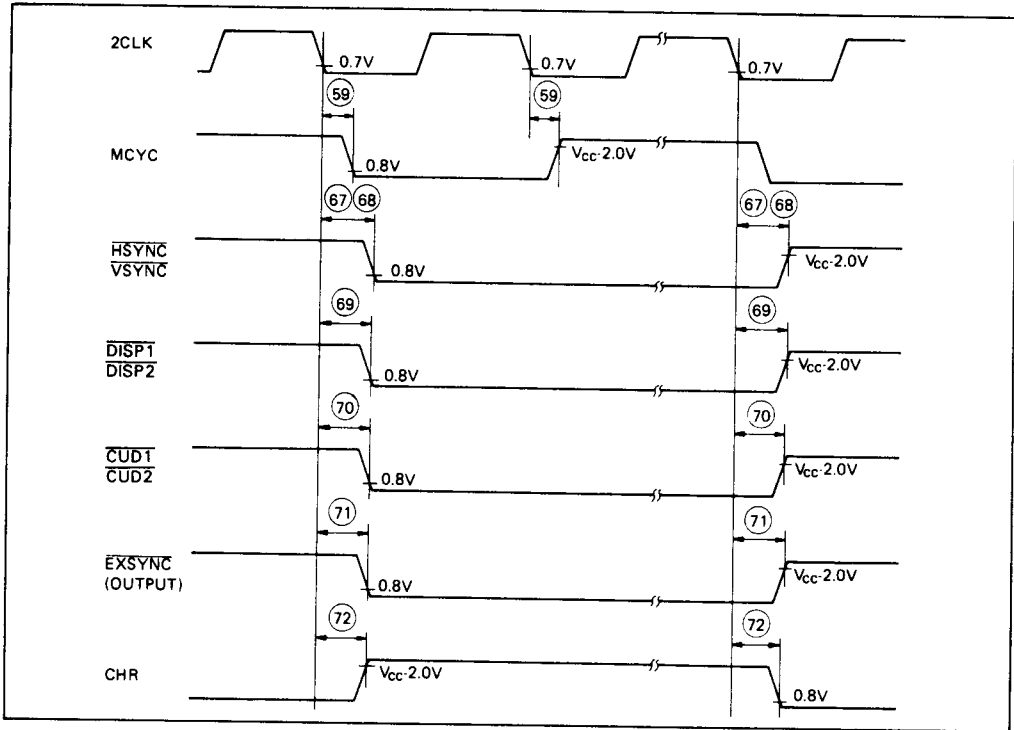 2CLK
0.7V 0.7V 0.7V
59 59
MCYC
0.8V VCC-2.0V
67 68 67 68
HSYNC
VSYNC
0.8V VCC-2.0V
69 69
DISP1
DISP2
0.8V VCC-2.0V
70 70
CUD1
CUD2
0.8V VCC-2.0V
71 71
EXSYNC
(OUTPUT)
0.8V VCC-2.0V
72 72
CHR
VCC-2.0V 0.8V